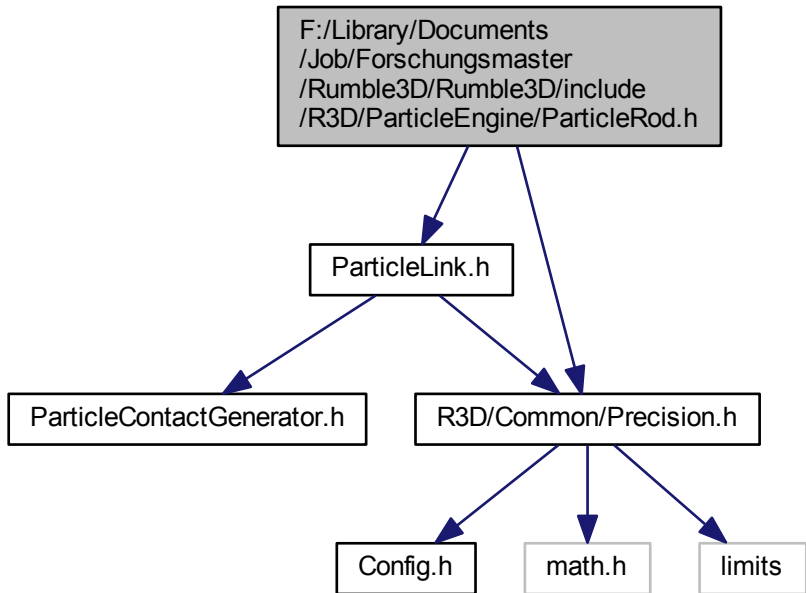 F:/Library/Documents
/Job/Forschungsmaster
/Rumble3D/Rumble3D/include
/R3D/ParticleEngine/ParticleRod.h
ParticleLink.h
ParticleContactGenerator.h
R3D/Common/Precision.h
Config.h
math.h
limits